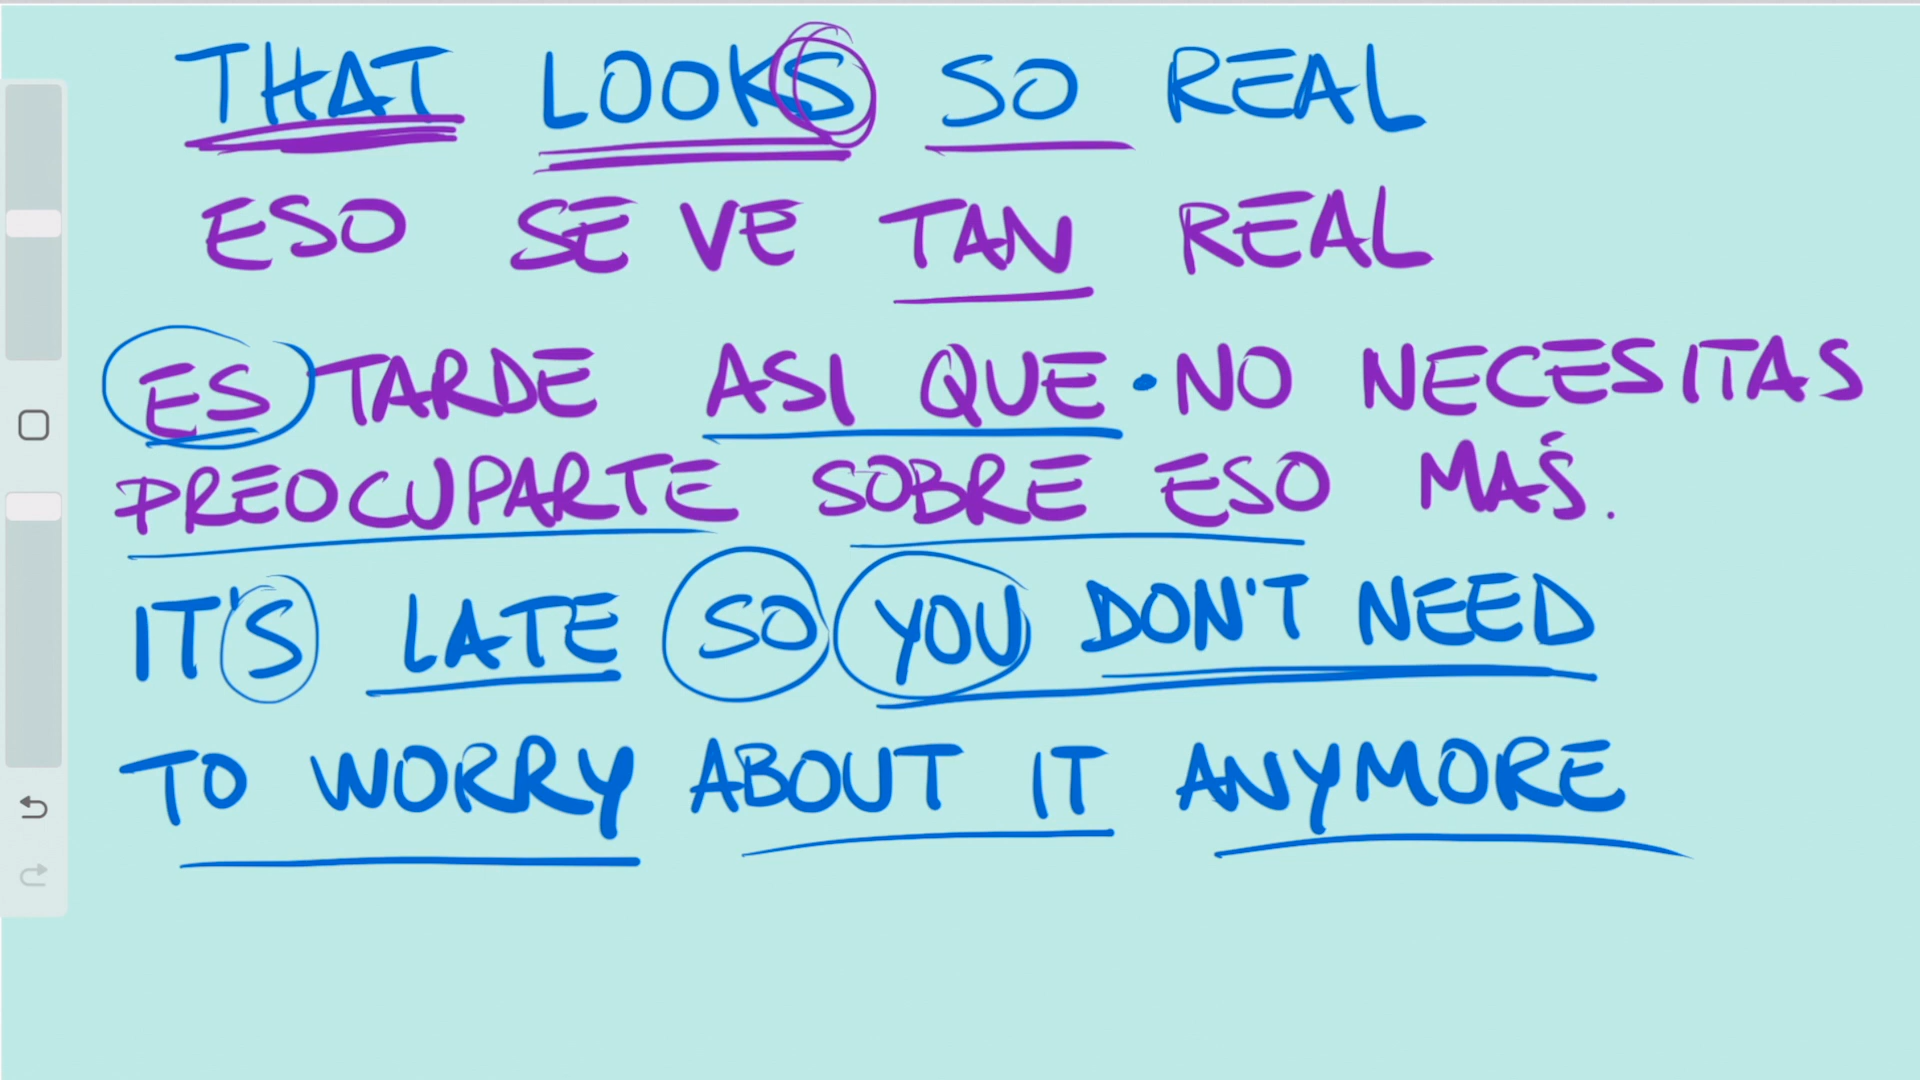 THAT LOOKS SO REAL
ESO SE VE TAN REAL
ES TARDE ASI QUE · NO NECESITAS
PREOCUPARTE SOBRE ESO MAŚ.
IT'S LATE SO YOU DON'T NEED
TO WORRY ABOUT IT ANYMORE